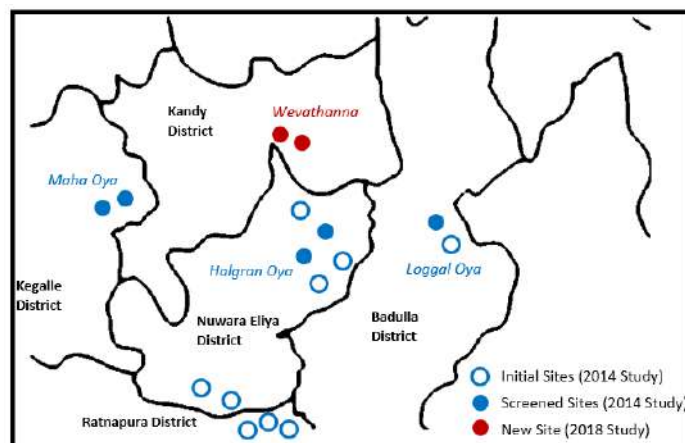 Kandy
District
Wevathanna
Maha Oya
Halgran Oya
Loggal Oya
Kegalle
District
Nuwara Eliya
District
Badulla
District
Ratnapura District
Initial Sites (2014 Study)
Screened Sites (2014 Study)
New Site (2018 Study)